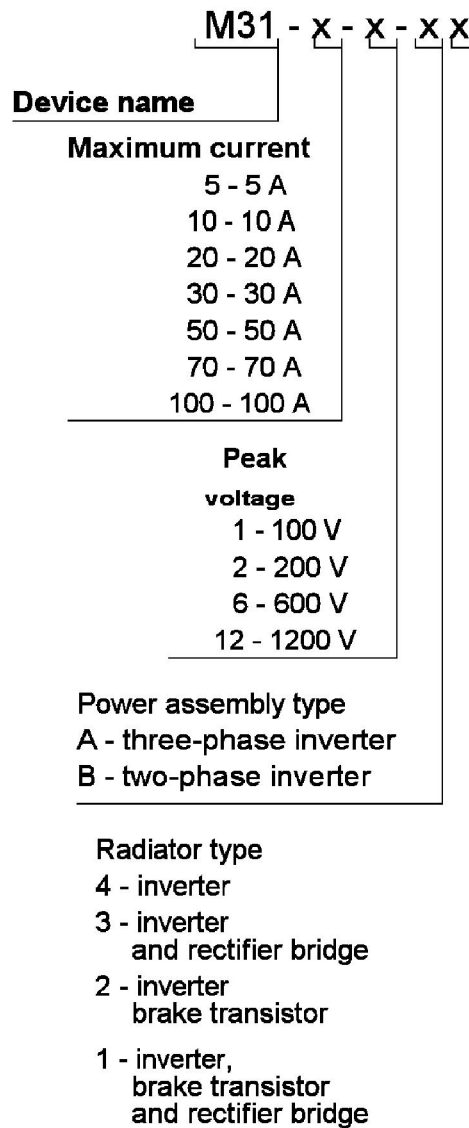 M31 - x - x - x x
Device name
Maximum current
5 - 5 A
10 - 10 A
20 - 20 A
30 - 30 A
50 - 50 A
70 - 70 A
100 - 100 A
Peak
voltage
1 - 100 V
2 - 200 V
6 - 600 V
12 - 1200 V
Power assembly type
A - three-phase inverter
B - two-phase inverter
Radiator type
4 - inverter
3 - inverter
and rectifier bridge
2 - inverter
brake transistor
1 - inverter,
brake transistor
and rectifier bridge